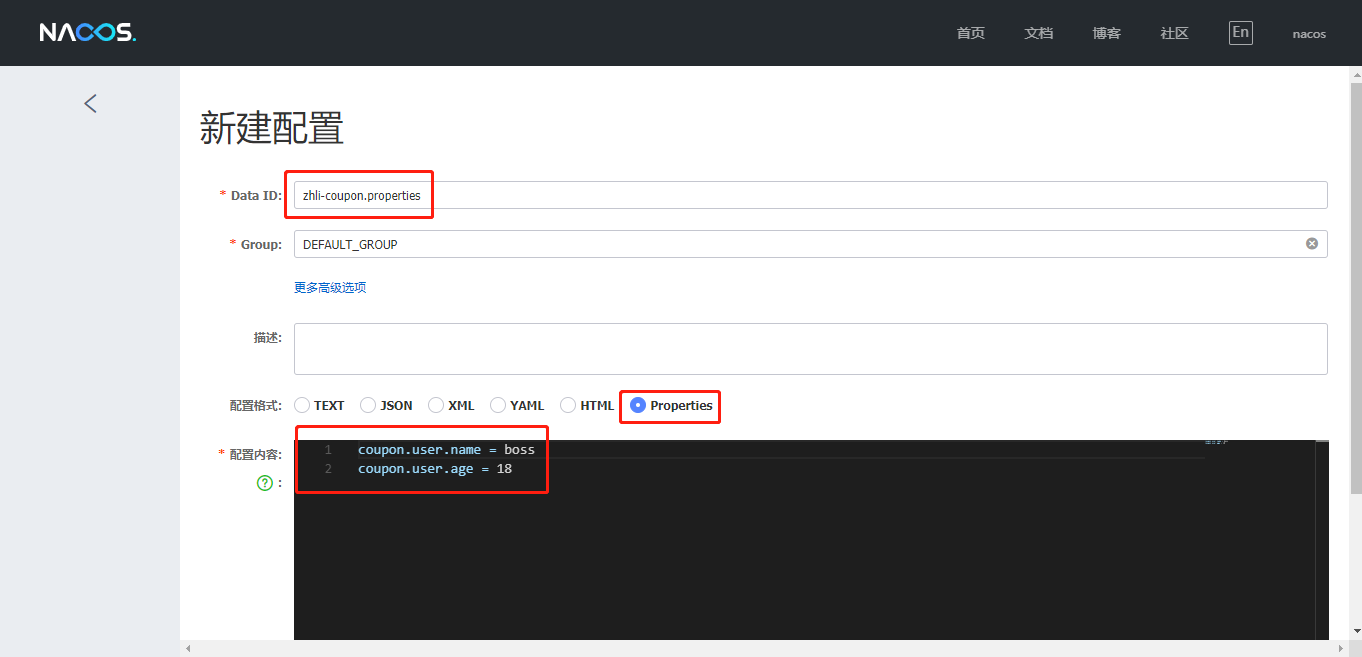 NACOS.
首页 文档 博客 社区 En nacos
新建配置
* Data ID: zhli-coupon.properties
* Group: DEFAULT_GROUP
更多高级选项
描述:
配置格式: TEXT JSON XML YAML HTML Properties
* 配置内容: 1 coupon.user.name = boss
2 coupon.user.age = 18
? :